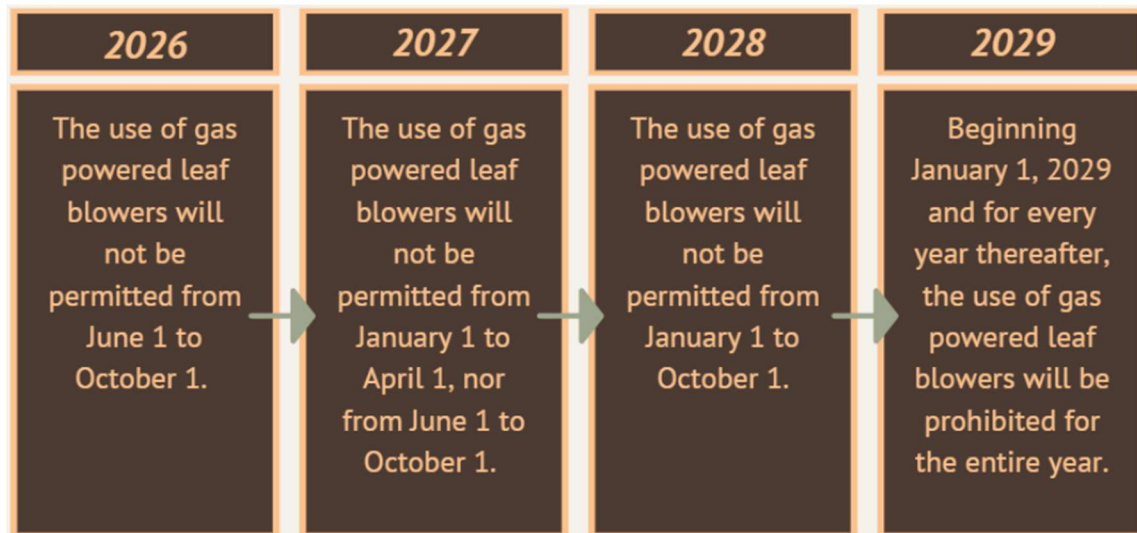 2026
The use of gas
powered leaf
blowers will
not be
permitted from
June 1 to
October 1.
2027
The use of gas
powered leaf
blowers will
not be
permitted from
January 1 to
April 1, nor
from June 1 to
October 1.
2028
The use of gas
powered leaf
blowers will
not be
permitted from
January 1 to
October 1.
2029
Beginning
January 1, 2029
and for every
year thereafter,
the use of gas
powered leaf
blowers will be
prohibited for
the entire year.